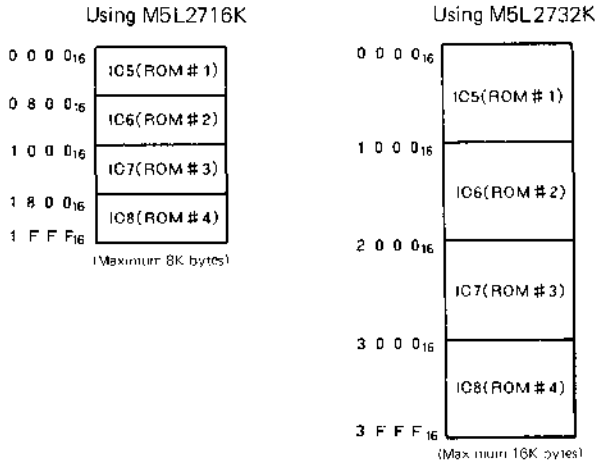 Using M5L2716K
0 0 0 0₁₆
IC5(ROM # 1)
0 8 0 0₁₆
IC6(ROM # 2)
1 0 0 0₁₆
IC7(ROM # 3)
1 8 0 0₁₆
IC8(ROM # 4)
1 F F F₁₆
(Maximum 8K bytes)
Using M5L2732K
0 0 0 0₁₆
IC5(ROM # 1)
1 0 0 0₁₆
IC6(ROM # 2)
2 0 0 0₁₆
IC7(ROM # 3)
3 0 0 0₁₆
IC8(ROM # 4)
3 F F F₁₆
(Maximum 16K bytes)